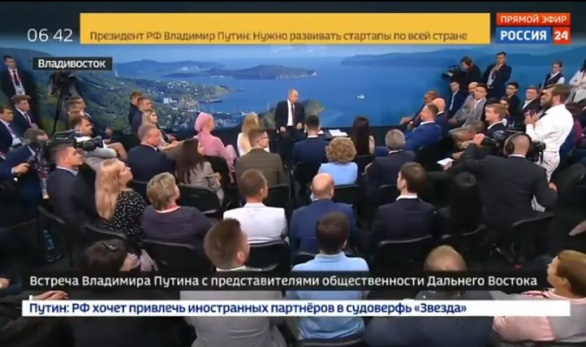 06:42
Президент РФ Владимир Путин: Нужно развивать стартапы по всей стране
ПРЯМОЙ ЭФИР
РОССИЯ 24
Владивосток
Встреча Владимира Путина с представителями общественности Дальнего Востока
Путин: РФ хочет привлечь иностранных партнёров в судоверфь «Звезда»